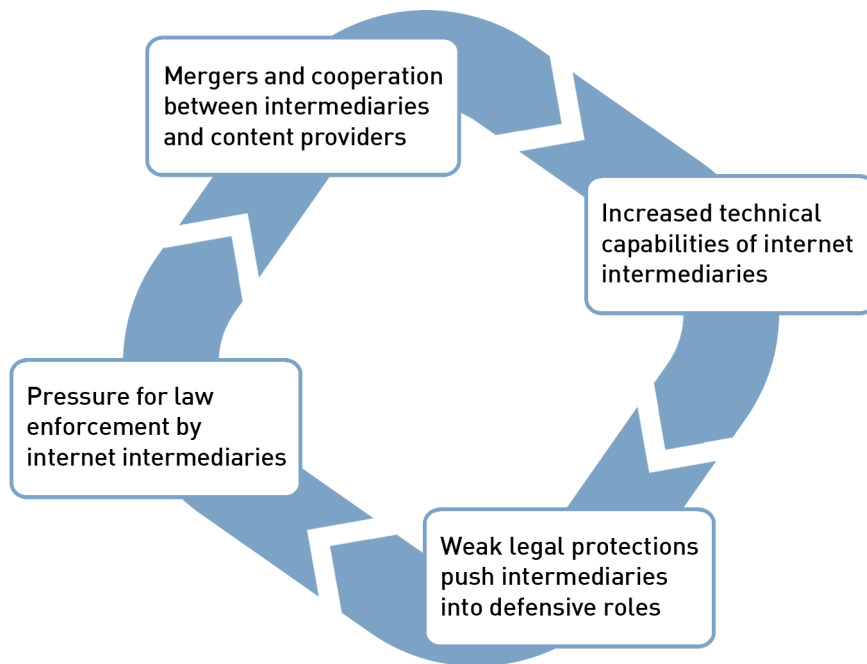 Mergers and cooperation
between intermediaries
and content providers
Increased technical
capabilities of internet
intermediaries
Weak legal protections
push intermediaries
into defensive roles
Pressure for law
enforcement by
internet intermediaries